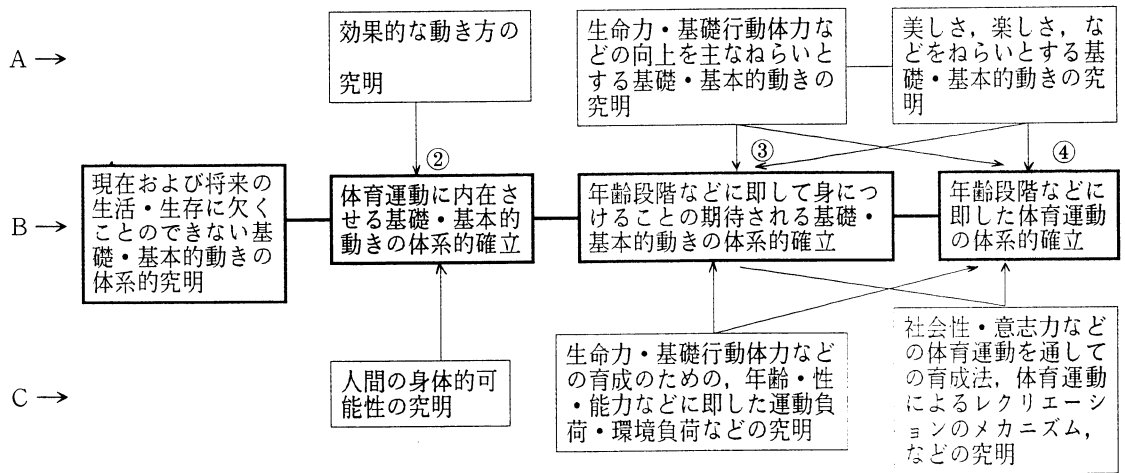 A →
効果的な動き方の
究明
生命力・基礎行動体力な
どの向上を主なねらいと
する基礎・基本的動きの
究明
美しさ，楽しさ，な
どをねらいとする基
礎・基本的動きの究
明
②
③
④
B →
現在および将来の
生活・生存に欠く
ことのできない基
礎・基本的動きの
体系的究明
体育運動に内在さ
せる基礎・基本的
動きの体系的確立
年齢段階などに即して身につ
けることの期待される基礎・
基本的動きの体系的確立
年齢段階などに
即した体育運動
の体系的確立
C →
人間の身体的可
能性の究明
生命力・基礎行動体力など
の育成のための，年齢・性
・能力などに即した運動負
荷・環境負荷などの究明
社会性・意志力など
の体育運動を通して
の育成法，体育運動
によるレクリエーシ
ョンのメカニズム，
などの究明